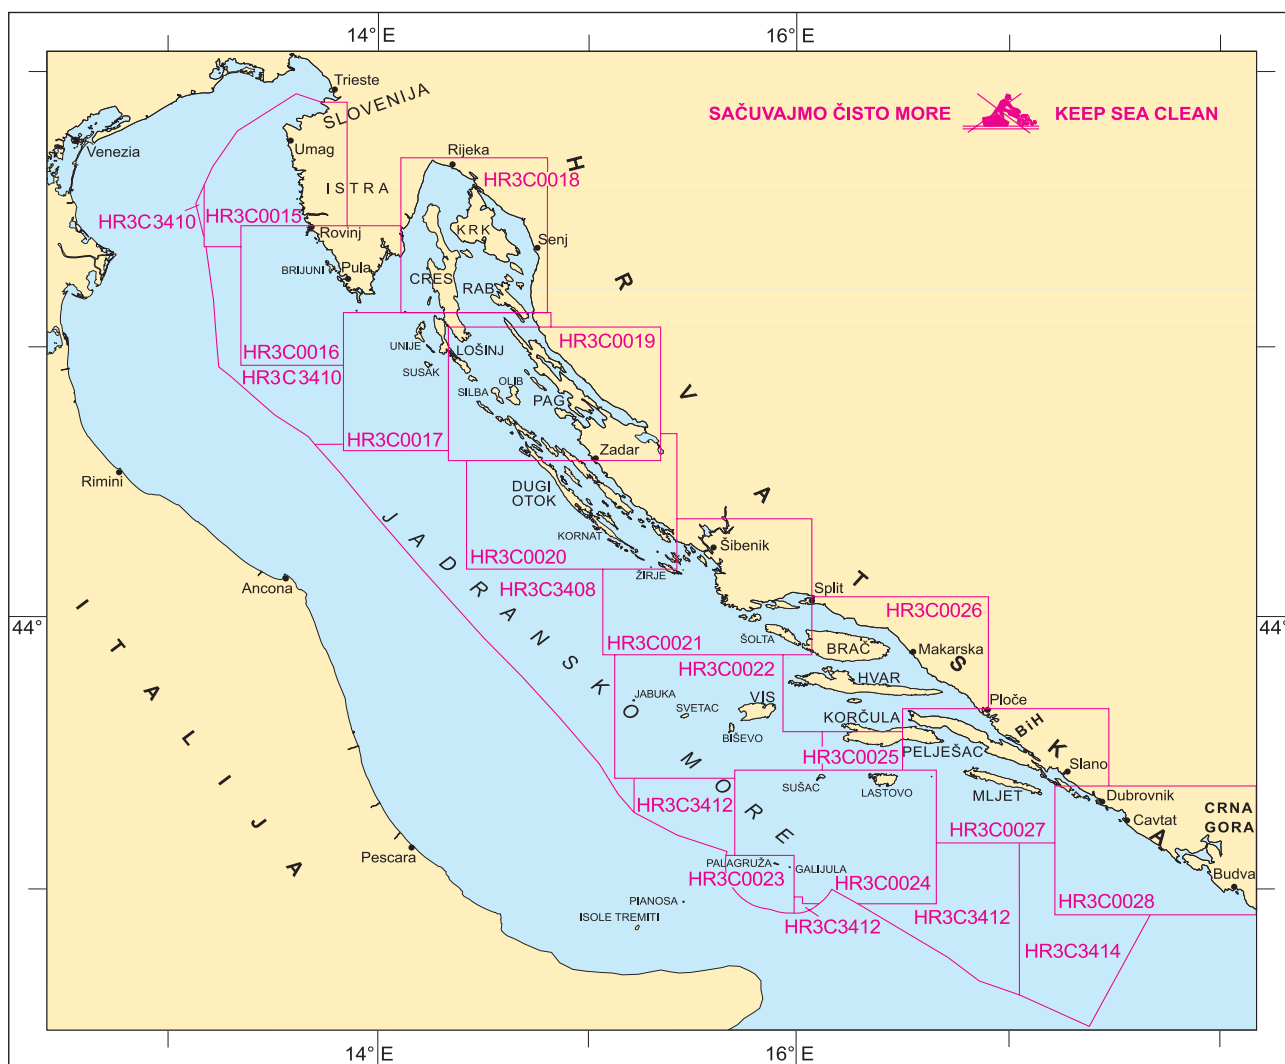 14° E
16° E
Trieste
SLOVENIJA
SAČUVAJMO ČISTO MORE
KEEP SEA CLEAN
Venezia
Umag
Rijeka
HR3C0018
ISTRA
HR3C3410
HR3C0015
Rovinj
KRK
Senj
BRIJUNI
Pula
CRES
RAB
HR3C0016
HR3C3410
UNIJE
SUSAK
LOŠINJ
HR3C0019
SILBA
OLIB
PAG
HR3C0017
Zadar
Rimini
DUGI
OTOK
HR3C0020
KORNAT
ŽIRJE
Šibenik
HRVATSKA
Ancona
HR3C3408
Split
HR3C0026
44°
44°
HR3C0021
ŠOLTA
BRAČ
Makarska
HR3C0022
HVAR
JABUKA
SVETAC
VIS
BIŠEVO
KORČULA
Ploče
BiH
JADRANSKO MORE
ITALIJA
HR3C0025
PELJEŠAC
Slano
HR3C3412
SUŠAC
LASTOVO
MLJET
Dubrovnik
CRNA
GORA
Cavtat
HR3C0027
Pescara
PALAGRUŽA
GALIJULA
HR3C0023
HR3C0024
Budva
HR3C0028
PIANOSA
ISOLE TREMITI
HR3C3412
HR3C3412
HR3C3414
14° E
16° E